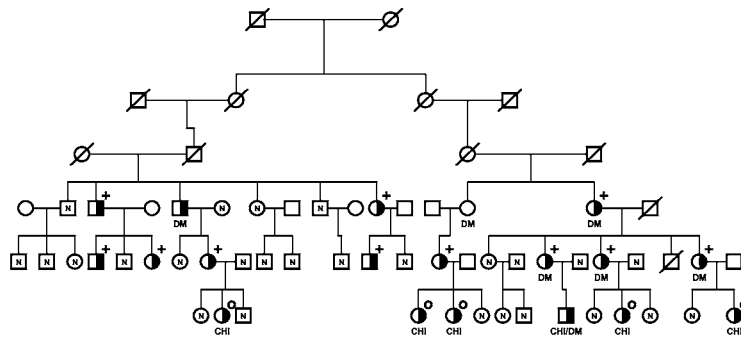 + + +
N N N N
DM DM DM
+ + + + + + + +
N N N N N N N N N N N N
DM DM DM
O O O O O
N N N N N N N N
CHI CHI CHI CHI/DM CHI CHI